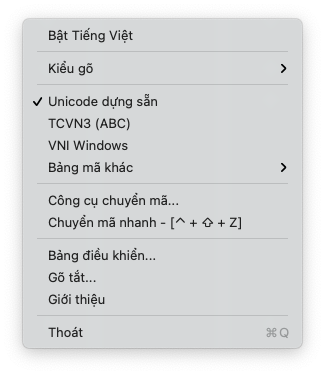 Bật Tiếng Việt
Kiểu gõ
Unicode dựng sẵn
TCVN3 (ABC)
VNI Windows
Bảng mã khác
Công cụ chuyển mã...
Chuyển mã nhanh - [⌃ + ⇧ + Z]
Bảng điều khiển...
Gõ tắt...
Giới thiệu
Thoát ⌘Q